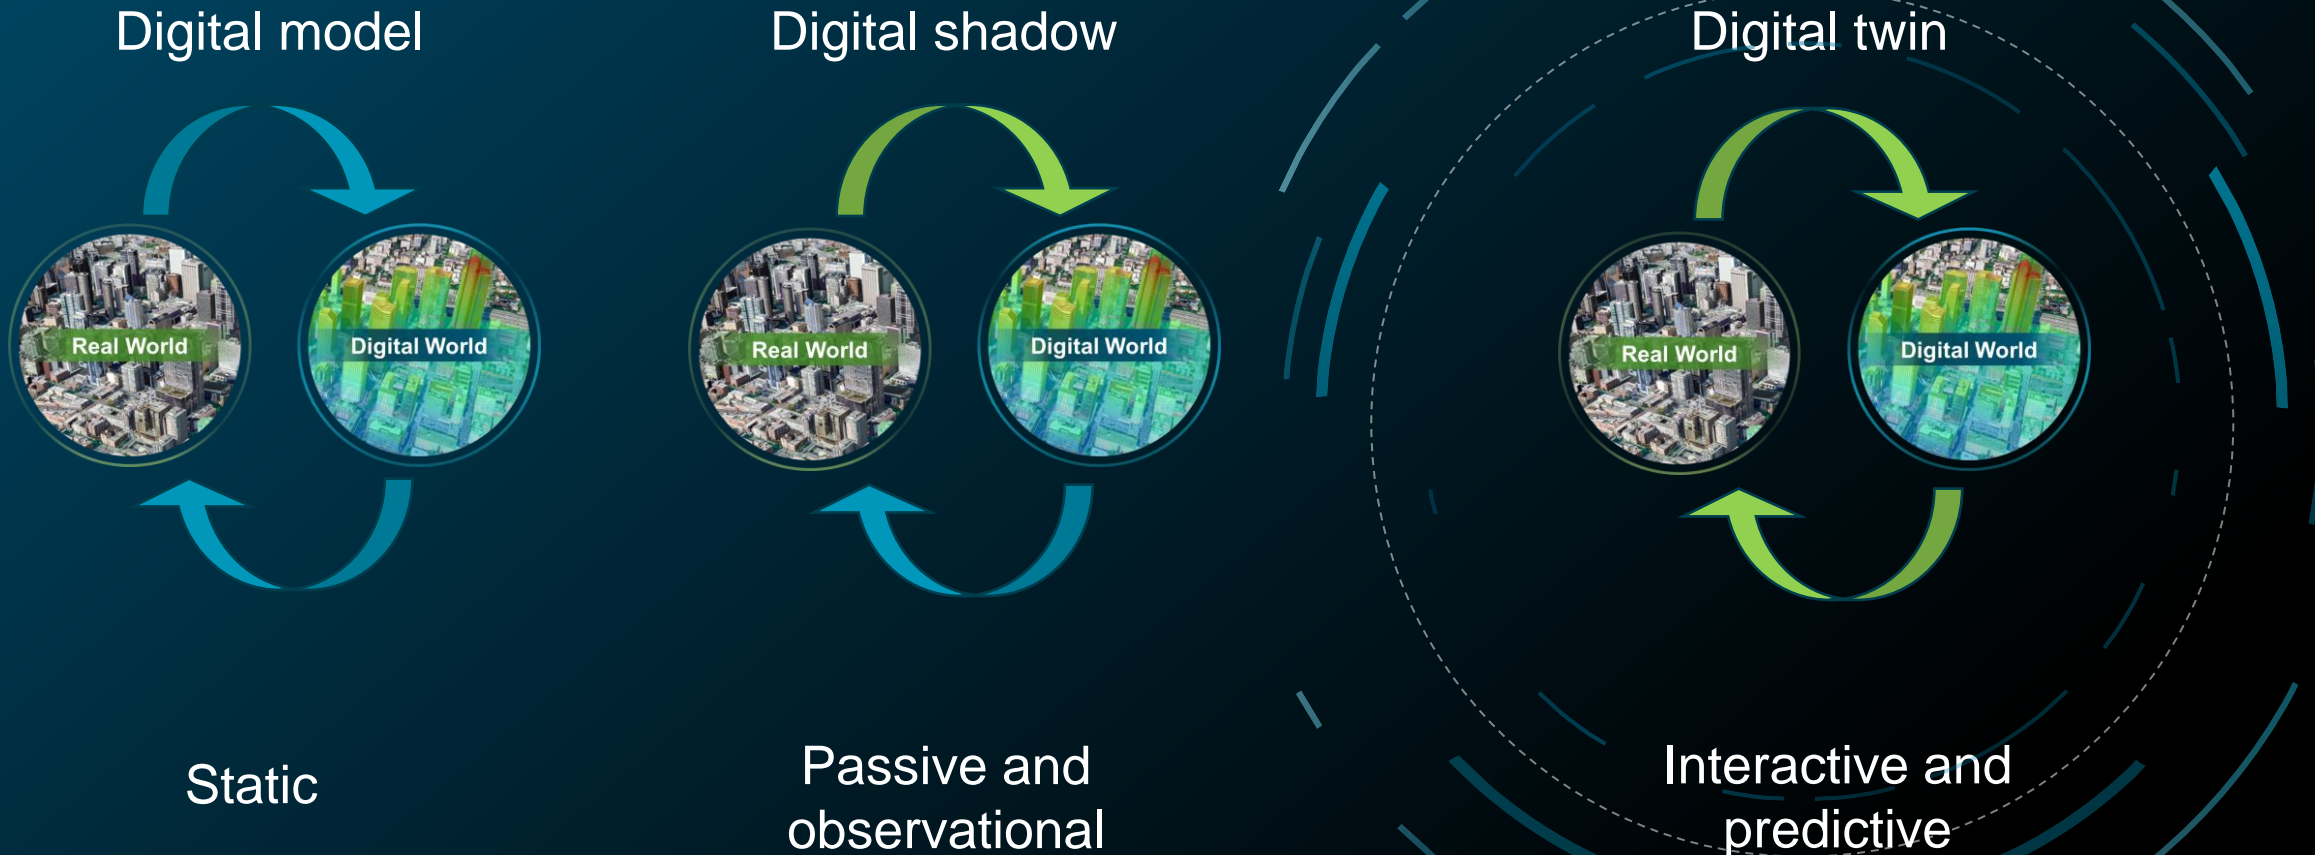 Digital model
Digital shadow
Digital twin
Real World
Digital World
Real World
Digital World
Real World
Digital World
Static
Passive and
observational
Interactive and
predictive